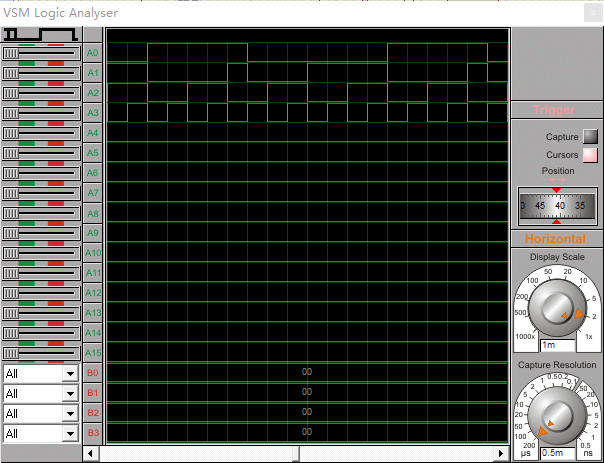 VSM Logic Analyser
x
A0
A1
A2
A3
A4
A5
A6
A7
A8
A9
A10
A11
A12
A13
A14
A15
All B0 00
All B1 00
All B2 00
All B3 00
Trigger
Capture
Cursors
Position
0 45 40 35
Horizontal
Display Scale
50 20
100 10
200 5
500 2
1000x 1x
1m
Capture Resolution
1 0.5 0.2 0.1
2 50
5 20
10 10
20 5
50 2
100 1
200 0.5
µs ns
0.5m